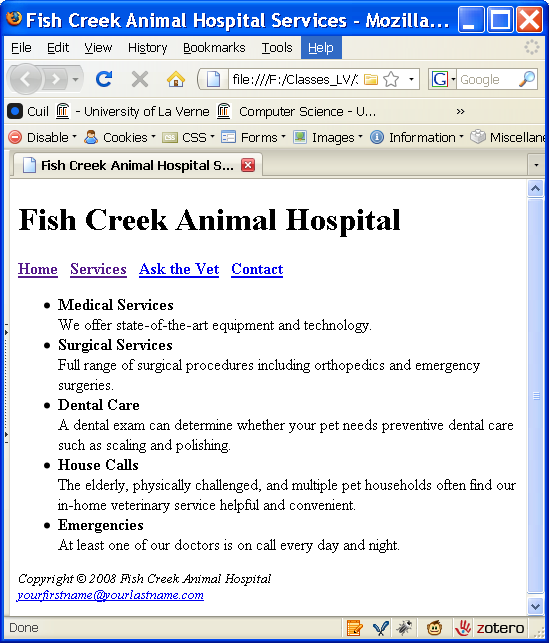 Fish Creek Animal Hospital Services - Mozilla...
File Edit View History Bookmarks Tools Help
file:///F:/Classes_LV/ G Google
Cuil - University of La Verne Computer Science - U... »
Disable Cookies CSS Forms Images Information Miscellane
Fish Creek Animal Hospital S...
Fish Creek Animal Hospital
Home Services Ask the Vet Contact
• Medical Services
We offer state-of-the-art equipment and technology.
• Surgical Services
Full range of surgical procedures including orthopedics and emergency
surgeries.
• Dental Care
A dental exam can determine whether your pet needs preventive dental care
such as scaling and polishing.
• House Calls
The elderly, physically challenged, and multiple pet households often find our
in-home veterinary service helpful and convenient.
• Emergencies
At least one of our doctors is on call every day and night.
Copyright © 2008 Fish Creek Animal Hospital
yourfirstname@yourlastname.com
Done zotero